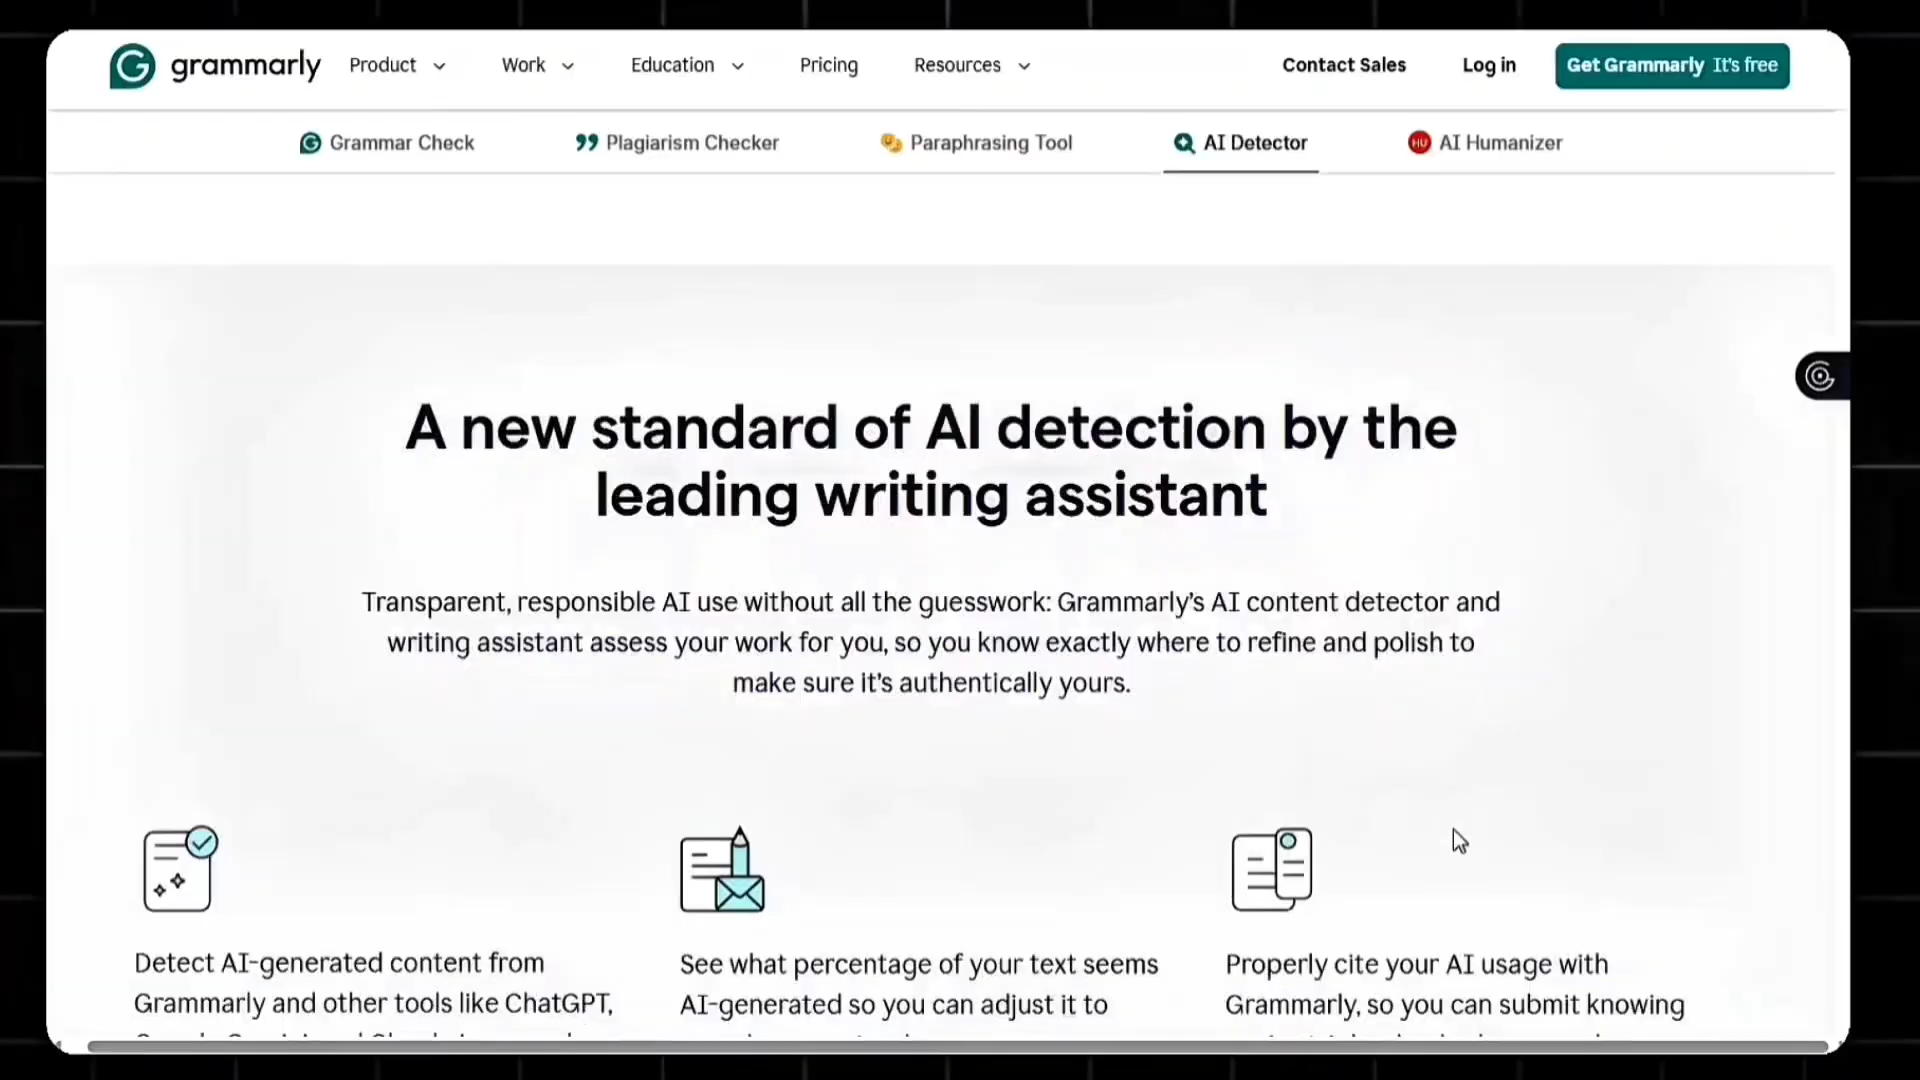 grammarly Product Work Education Pricing Resources Contact Sales Log in Get Grammarly It's free
Grammar Check Plagiarism Checker Paraphrasing Tool AI Detector HU AI Humanizer
A new standard of AI detection by the
leading writing assistant
Transparent, responsible AI use without all the guesswork: Grammarly's AI content detector and
writing assistant assess your work for you, so you know exactly where to refine and polish to
make sure it's authentically yours.
Detect AI-generated content from
Grammarly and other tools like ChatGPT,
See what percentage of your text seems
AI-generated so you can adjust it to
Properly cite your AI usage with
Grammarly, so you can submit knowing